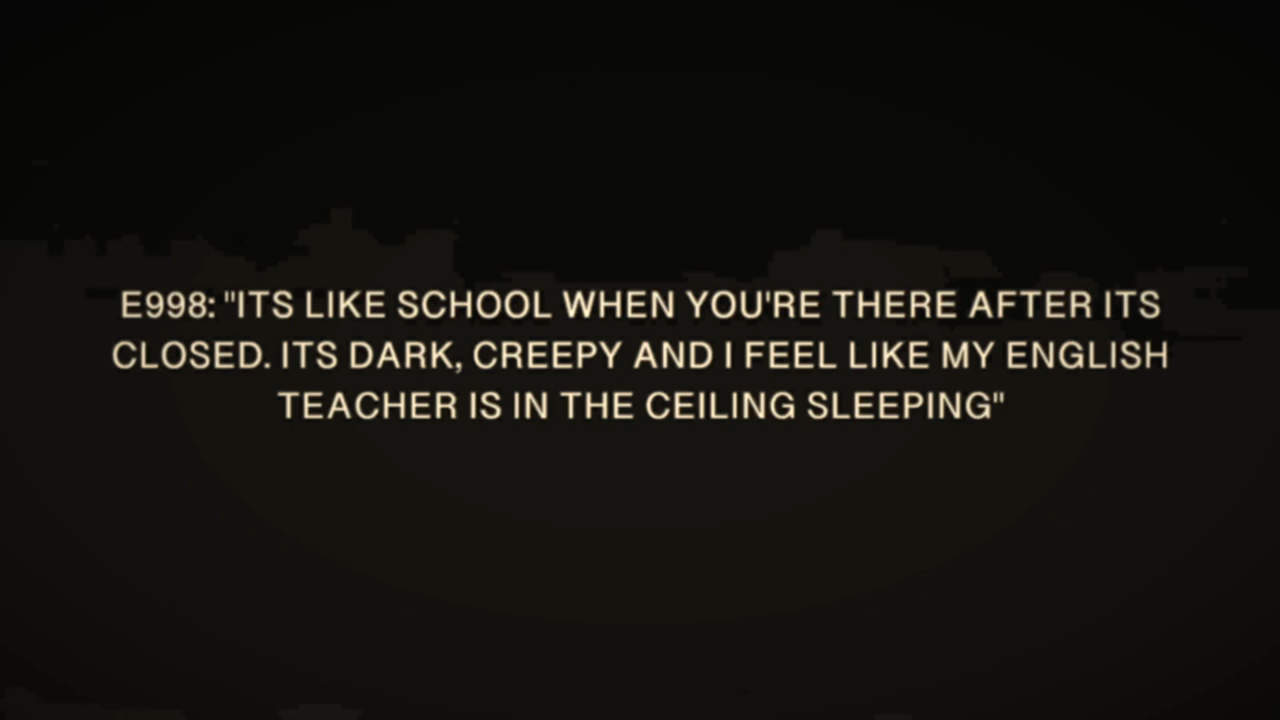 E998: "ITS LIKE SCHOOL WHEN YOU'RE THERE AFTER ITS
CLOSED. ITS DARK, CREEPY AND I FEEL LIKE MY ENGLISH
TEACHER IS IN THE CEILING SLEEPING"